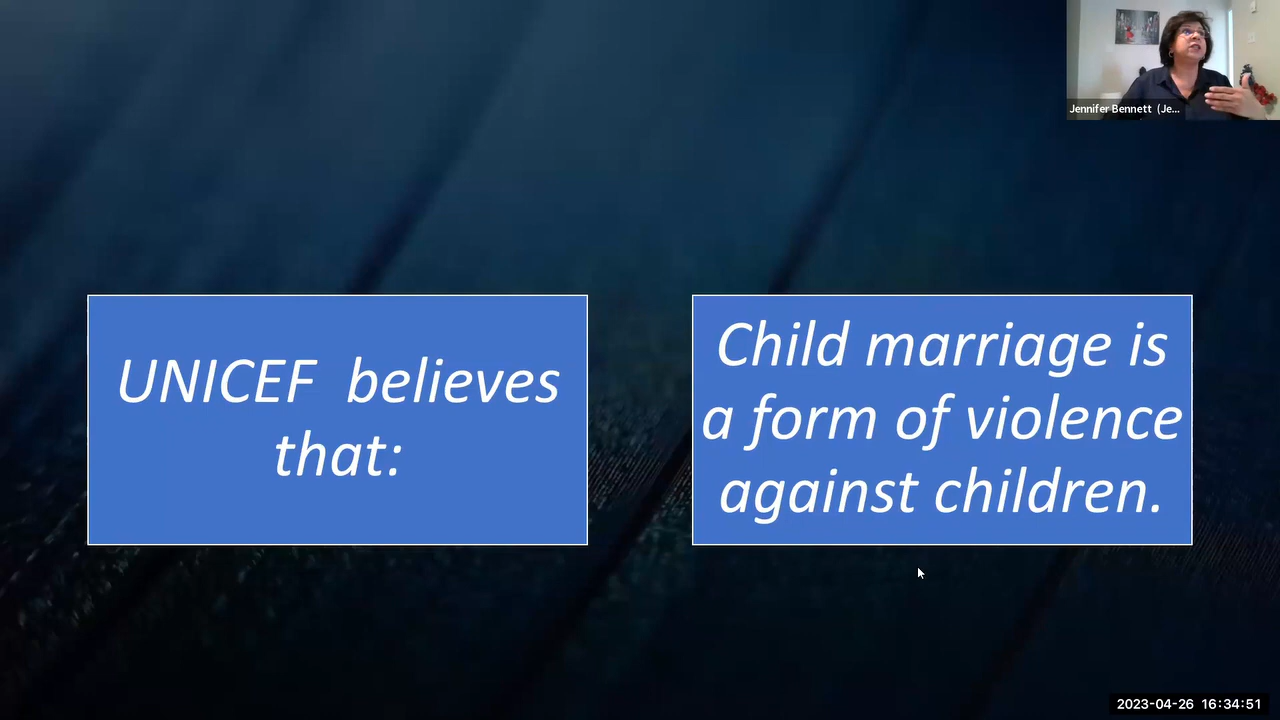 Jennifer Bennett (Je...
UNICEF believes
that:
Child marriage is
a form of violence
against children.
2023-04-26 16:34:51